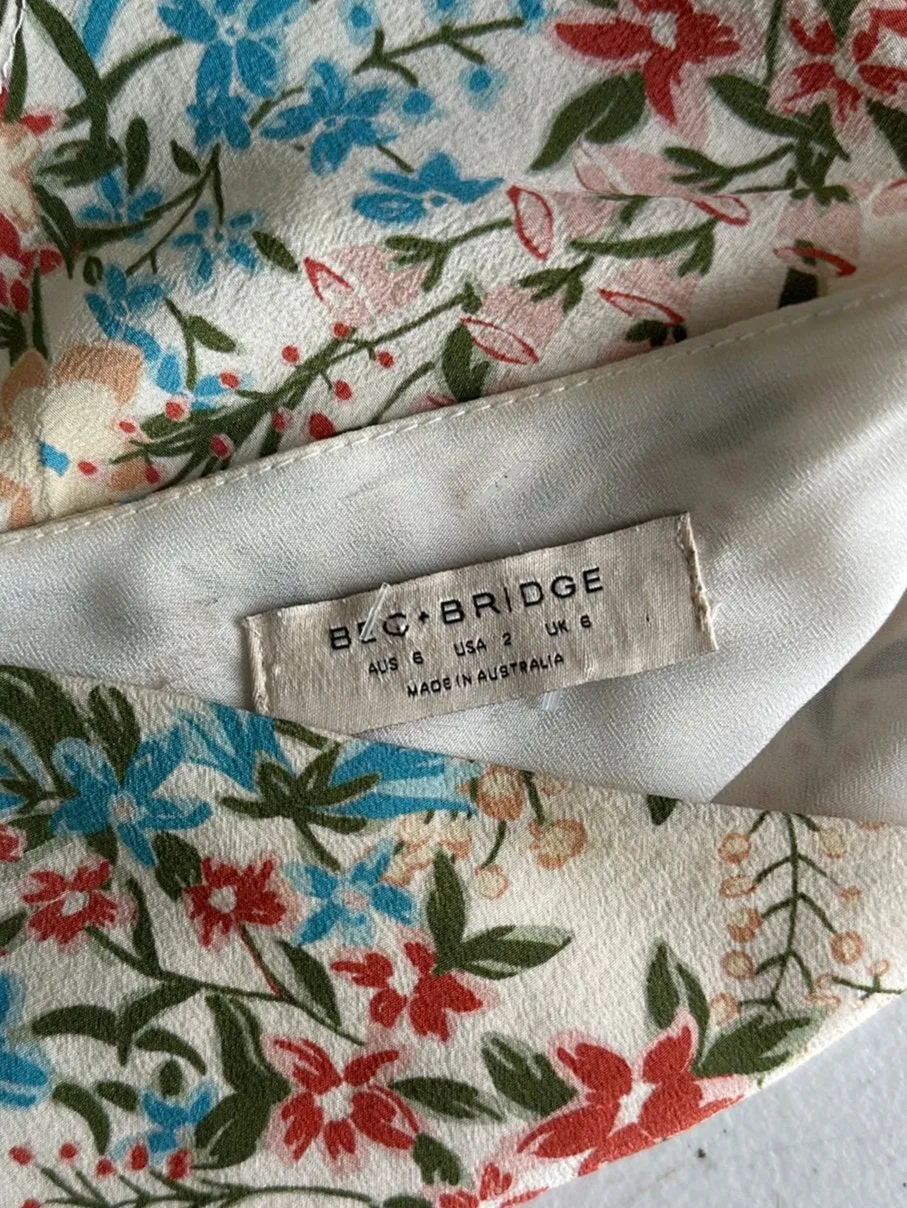 BEC+BRIDGE
AUS 6 USA 2 UK 6
MADE IN AUSTRALIA